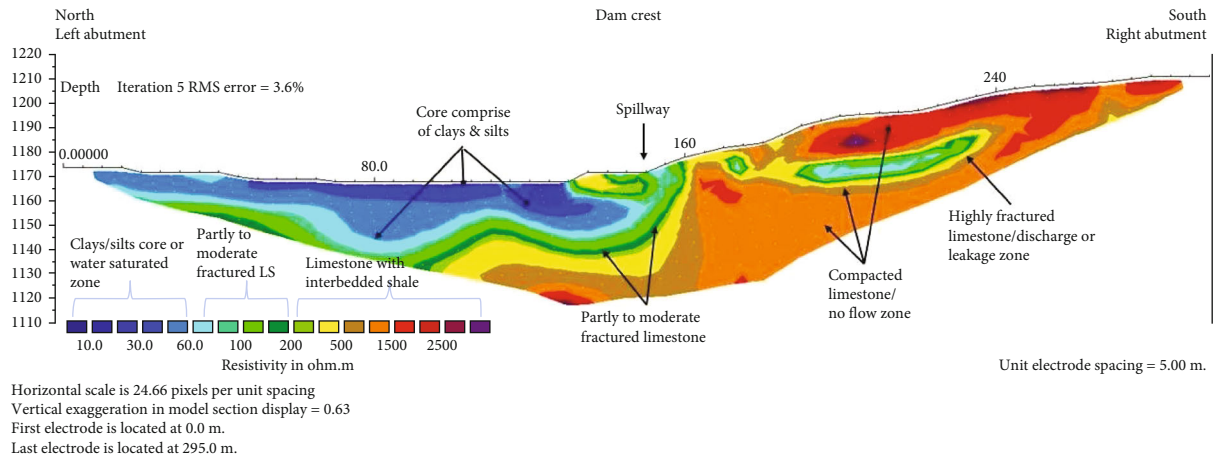 North
Left abutment
Dam crest
South
Right abutment
1220
1210
1200
1190
1180
1170
1160
1150
1140
1130
1120
1110
Depth Iteration 5 RMS error = 3.6%
0.00000
80.0
160
240
Core comprise
of clays & silts
Spillway
Clays/silts core or
water saturated
zone
Partly to
moderate
fractured LS
Limestone with
interbedded shale
Partly to moderate
fractured limestone
Compacted
limestone/
no flow zone
Highly fractured
limestone/discharge or
leakage zone
10.0 30.0 60.0 100 200 500 1500 2500
Resistivity in ohm.m
Unit electrode spacing = 5.00 m.
Horizontal scale is 24.66 pixels per unit spacing
Vertical exaggeration in model section display = 0.63
First electrode is located at 0.0 m.
Last electrode is located at 295.0 m.